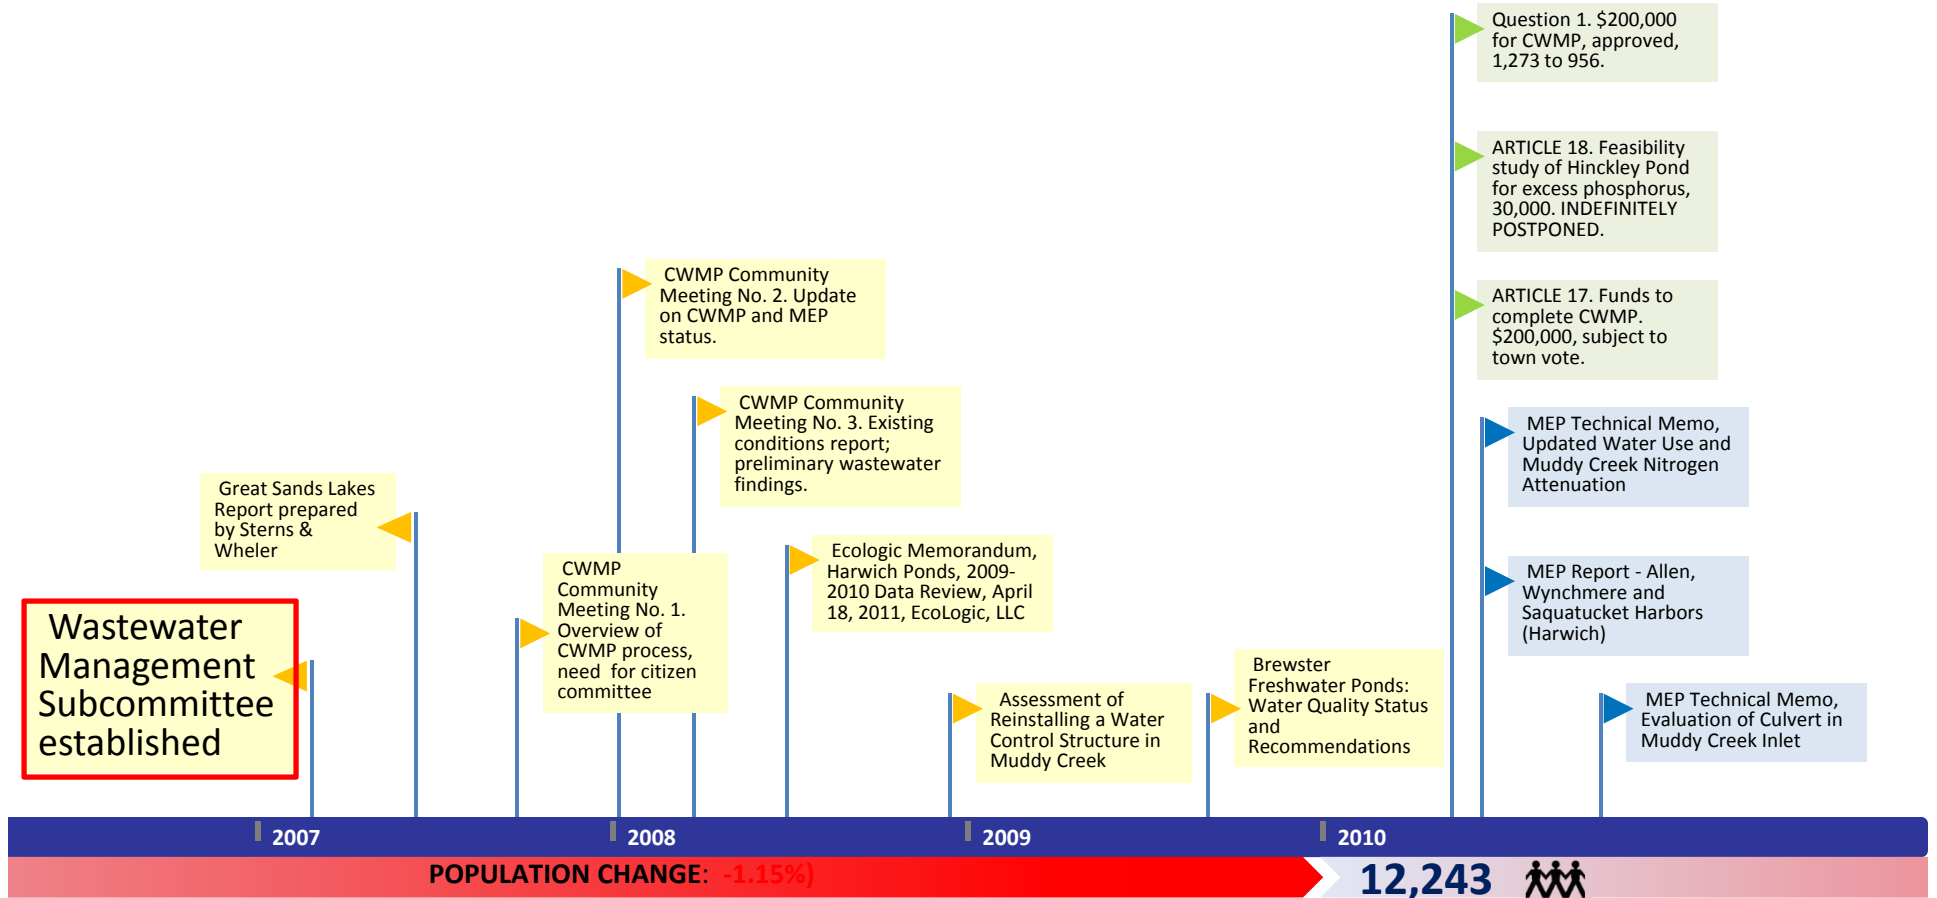 Question 1. $200,000
for CWMP, approved,
1,273 to 956.
ARTICLE 18. Feasibility
study of Hinckley Pond
for excess phosphorus,
30,000. INDEFINITELY
POSTPONED.
CWMP Community
Meeting No. 2. Update
on CWMP and MEP
status.
ARTICLE 17. Funds to
complete CWMP.
$200,000, subject to
town vote.
CWMP Community
Meeting No. 3. Existing
conditions report;
preliminary wastewater
findings.
MEP Technical Memo,
Updated Water Use and
Muddy Creek Nitrogen
Attenuation
Great Sands Lakes
Report prepared
by Sterns &
Wheler
CWMP
Community
Meeting No. 1.
Overview of
CWMP process,
need  for citizen
committee
Ecologic Memorandum,
Harwich Ponds, 2009-
2010 Data Review, April
18, 2011, EcoLogic, LLC
MEP Report - Allen,
Wynchmere and
Saquatucket Harbors
(Harwich)
Wastewater
Management
Subcommittee
established
Assessment of
Reinstalling a Water
Control Structure in
Muddy Creek
Brewster
Freshwater Ponds:
Water Quality Status
and
Recommendations
MEP Technical Memo,
Evaluation of Culvert in
Muddy Creek Inlet
2007
2008
2009
2010
POPULATION CHANGE: -1.15%)
12,243